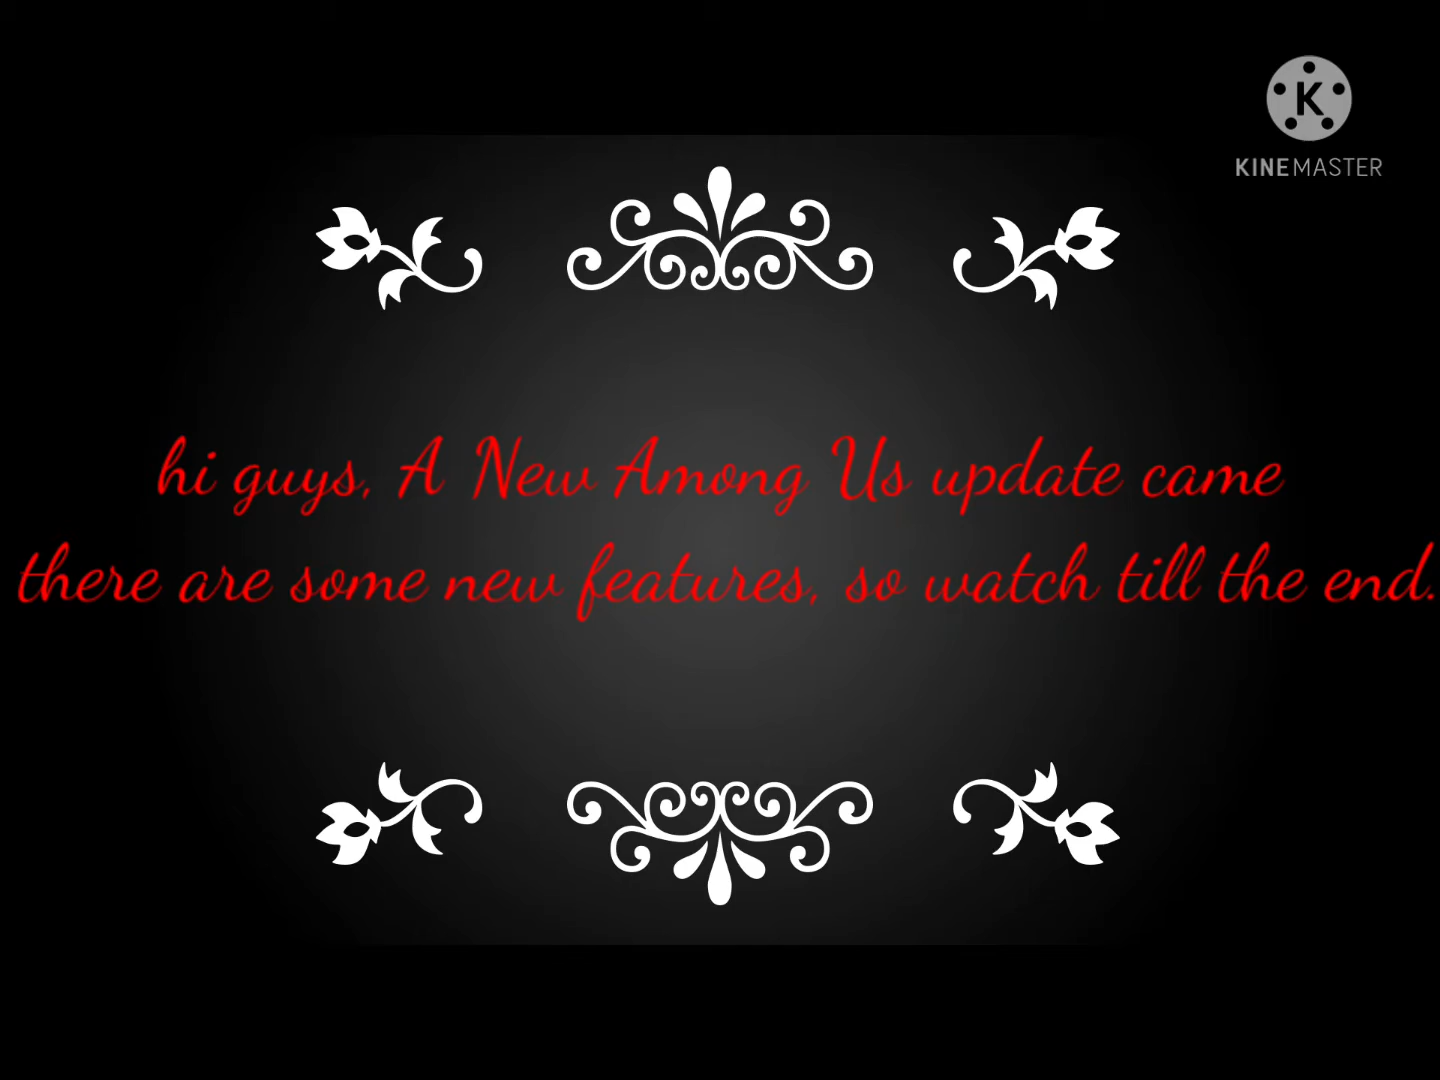 KINEMASTER
hi guys, A New Among Us update came
there are some new features, so watch till the end.